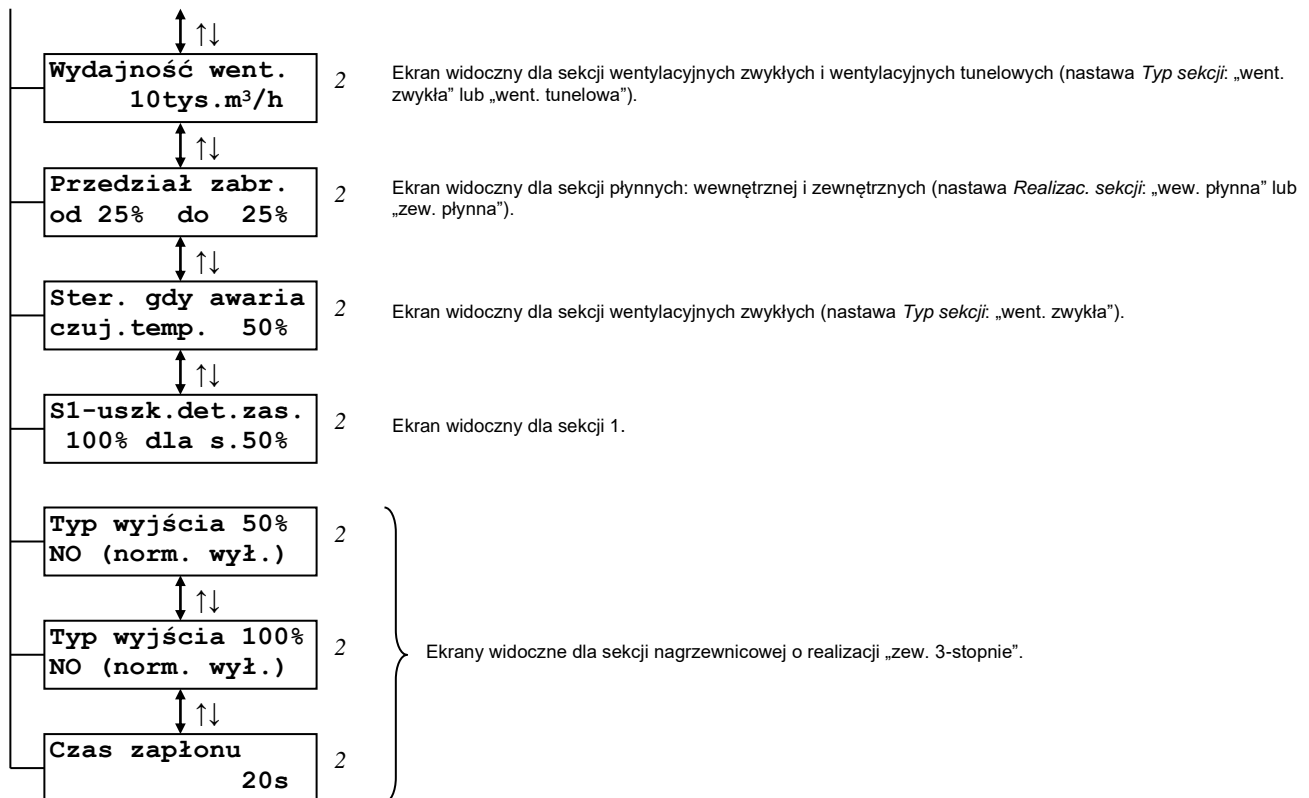 ↑↓
Wydajność went.
10tys.m³/h
2
Ekran widoczny dla sekcji wentylacyjnych zwykłych i wentylacyjnych tunelowych (nastawa Typ sekcji: „went.
zwykła” lub „went. tunelowa”).
↑↓
Przedział zabr.
od 25% do 25%
2
Ekran widoczny dla sekcji płynnych: wewnętrznej i zewnętrznych (nastawa Realizac. sekcji: „wew. płynna” lub
„zew. płynna”).
↑↓
Ster. gdy awaria
czuj.temp. 50%
2
Ekran widoczny dla sekcji wentylacyjnych zwykłych (nastawa Typ sekcji: „went. zwykła”).
↑↓
S1-uszk.det.zas.
100% dla s.50%
2
Ekran widoczny dla sekcji 1.
Typ wyjścia 50%
NO (norm. wył.)
2
↑↓
Typ wyjścia 100%
NO (norm. wył.)
2
Ekrany widoczne dla sekcji nagrzewnicowej o realizacji „zew. 3-stopnie”.
↑↓
Czas zapłonu
20s
2